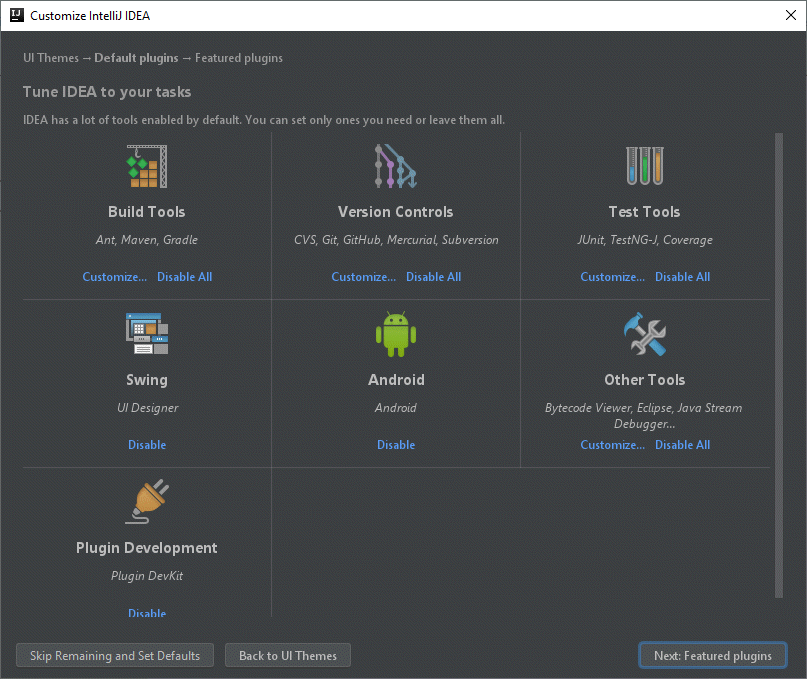 Customize IntelliJ IDEA
UI Themes → Default plugins → Featured plugins
Tune IDEA to your tasks
IDEA has a lot of tools enabled by default. You can set only ones you need or leave them all.
Build Tools
Ant, Maven, Gradle
Customize... Disable All
Version Controls
CVS, Git, GitHub, Mercurial, Subversion
Customize... Disable All
Test Tools
JUnit, TestNG-J, Coverage
Customize... Disable All
Swing
UI Designer
Disable
Android
Android
Disable
Other Tools
Bytecode Viewer, Eclipse, Java Stream
Debugger...
Customize... Disable All
Plugin Development
Plugin DevKit
Disable
Skip Remaining and Set Defaults
Back to UI Themes
Next: Featured plugins